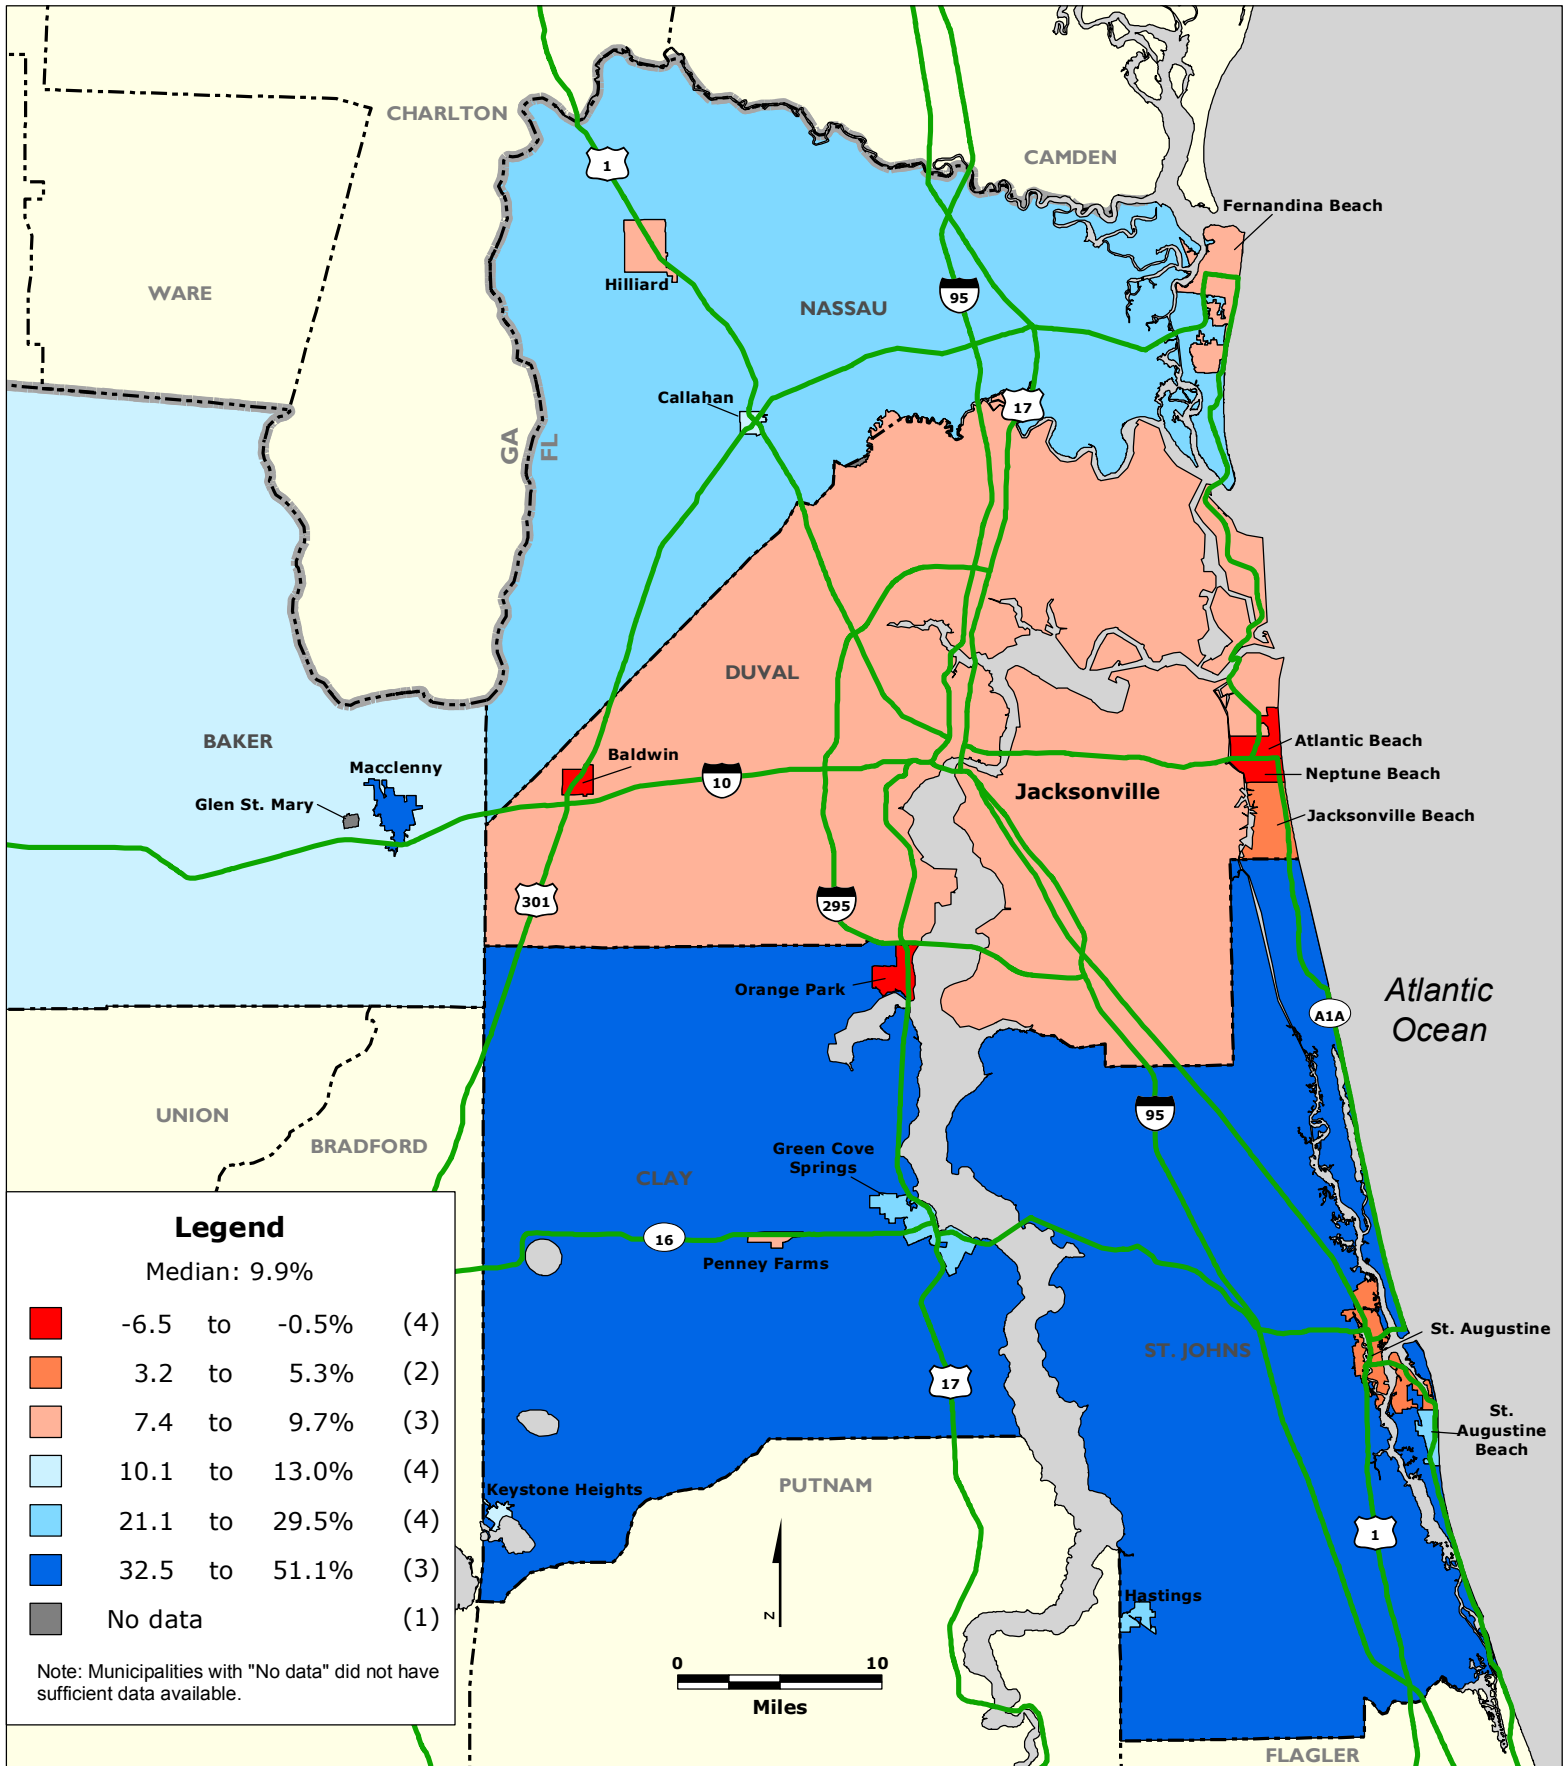 CHARLTON
CAMDEN
1
Fernandina Beach
WARE
Hilliard
NASSAU
95
Callahan
17
GA
FL
DUVAL
BAKER
Baldwin
Atlantic Beach
Macclenny
Neptune Beach
10
Jacksonville
Glen St. Mary
Jacksonville Beach
301
295
Orange Park
Atlantic
Ocean
A1A
UNION
95
BRADFORD
Green Cove
Springs
CLAY
16
Penney Farms
St. Augustine
ST. JOHNS
17
St.
Augustine
Beach
Keystone Heights
PUTNAM
1
Hastings
N
0 10
Miles
FLAGLER
Legend
Median: 9.9%
-6.5 to -0.5% (4)
3.2 to 5.3% (2)
7.4 to 9.7% (3)
10.1 to 13.0% (4)
21.1 to 29.5% (4)
32.5 to 51.1% (3)
No data (1)
Note: Municipalities with "No data" did not have
sufficient data available.